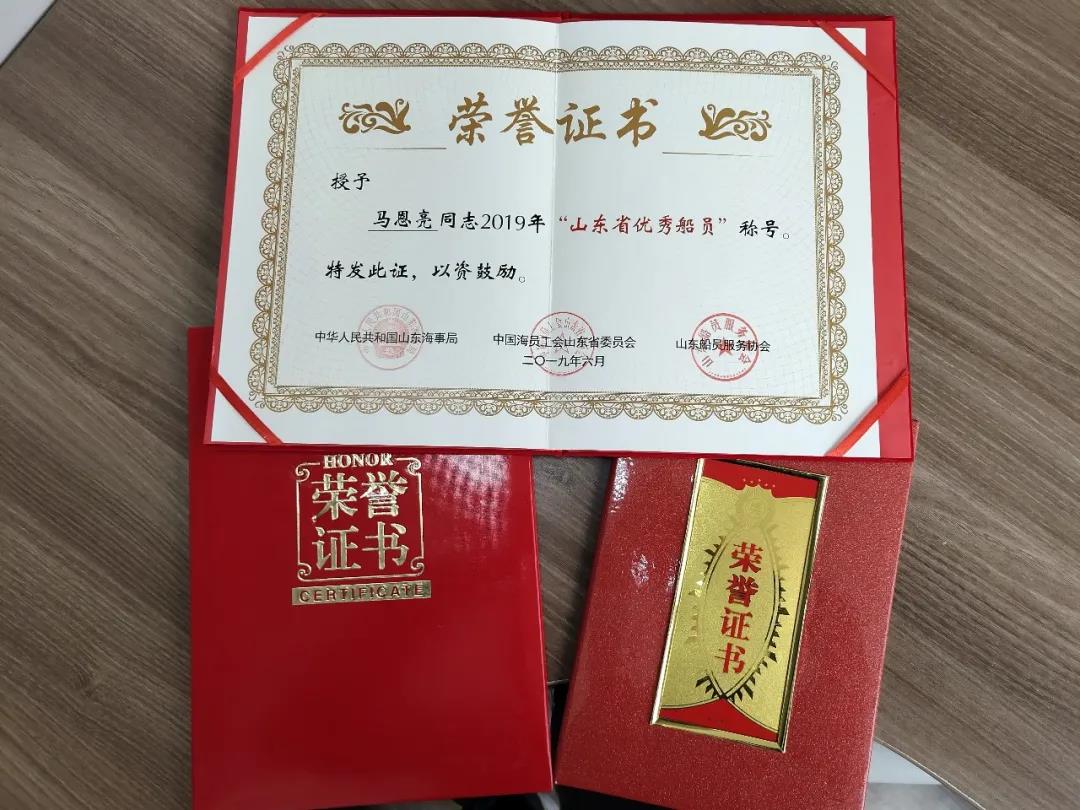 荣誉证书
授予
马恩亮同志2019年“山东省优秀船员”称号。
特发此证，以资鼓励。
中华人民共和国山东海事局
中国海员工会山东省委员会
山东船员服务协会
二〇一九年六月
HONOR
荣誉
证书
CERTIFICATE
荣誉证书